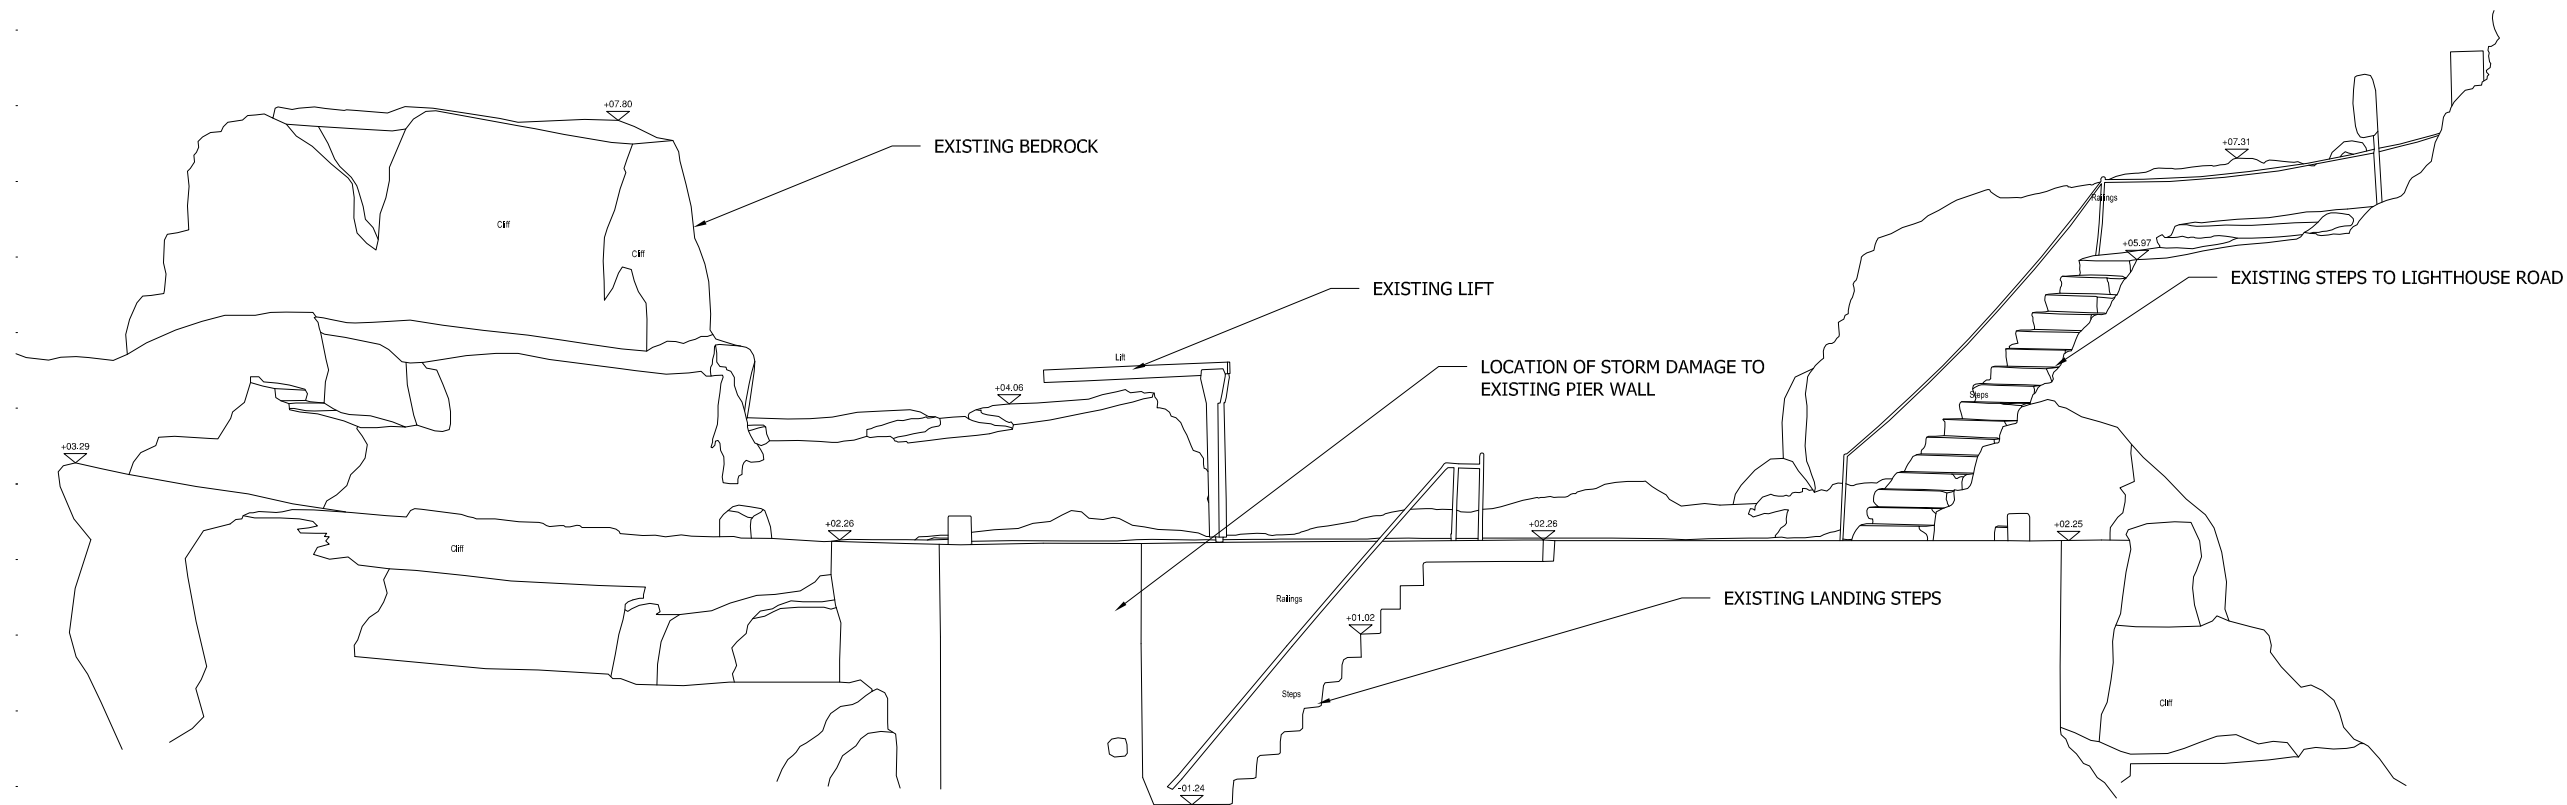 +07.80
EXISTING BEDROCK
+07.31
Railings
Cliff
Cliff
+05.97
EXISTING STEPS TO LIGHTHOUSE ROAD
EXISTING LIFT
Lift
LOCATION OF STORM DAMAGE TO
EXISTING PIER WALL
+04.06
Steps
+03.29
+02.26
+02.26
+02.25
Cliff
Railings
EXISTING LANDING STEPS
+01.02
Steps
Cliff
-01.24